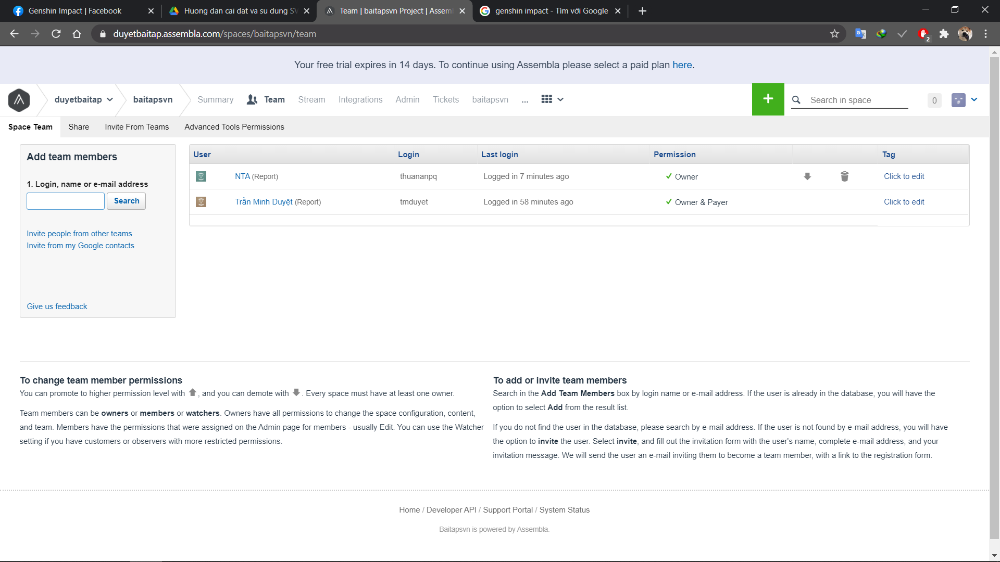 Genshin Impact | Facebook
Huong dan cai dat va su dung SV
Team | baitapsvn Project | Assem
genshin impact - Tìm với Google
duyetbaitap.assembla.com/spaces/baitapsvn/team
2
Your free trial expires in 14 days. To continue using Assembla please select a paid plan here.
duyetbaitap
baitapsvn
Summary
Team
Stream
Integrations
Admin
Tickets
baitapsvn
...
+
Search in space
0
Space Team
Share
Invite From Teams
Advanced Tools Permissions
Add team members
1. Login, name or e-mail address
Search
Invite people from other teams
Invite from my Google contacts
Give us feedback
User Login Last login Permission Tag
NTA (Report) thuananpq Logged in 7 minutes ago Owner Click to edit
Trần Minh Duyệt (Report) tmduyet Logged in 58 minutes ago Owner & Payer Click to edit
To change team member permissions
You can promote to higher permission level with , and you can demote with . Every space must have at least one owner.
Team members can be owners or members or watchers. Owners have all permissions to change the space configuration, content,
and team. Members have the permissions that were assigned on the Admin page for members - usually Edit. You can use the Watcher
setting if you have customers or observers with more restricted permissions.
To add or invite team members
Search in the Add Team Members box by login name or e-mail address. If the user is already in the database, you will have the
option to select Add from the result list.
If you do not find the user in the database, please search by e-mail address. If the user is not found by e-mail address, you will have
the option to invite the user. Select invite, and fill out the invitation form with the user's name, complete e-mail address, and your
invitation message. We will send the user an e-mail inviting them to become a team member, with a link to the registration form.
Home / Developer API / Support Portal / System Status
Baitapsvn is powered by Assembla.